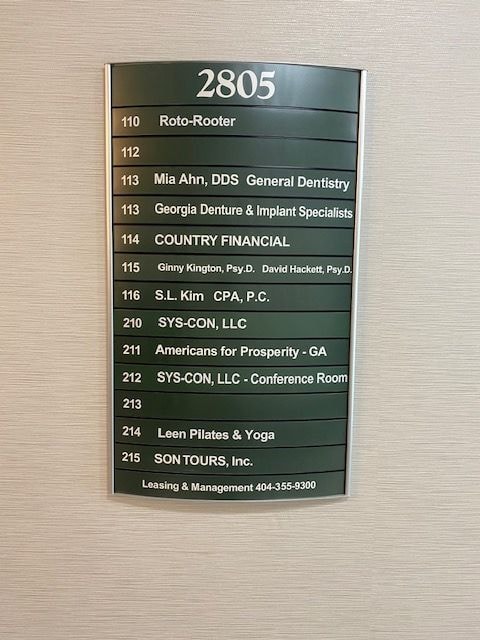 2805
110 Roto-Rooter
112
113 Mia Ahn, DDS General Dentistry
113 Georgia Denture & Implant Specialists
114 COUNTRY FINANCIAL
115 Ginny Kington, Psy.D. David Hackett, Psy.D.
116 S.L. Kim CPA, P.C.
210 SYS-CON, LLC
211 Americans for Prosperity - GA
212 SYS-CON, LLC - Conference Room
213
214 Leen Pilates & Yoga
215 SON TOURS, Inc.
Leasing & Management 404-355-9300